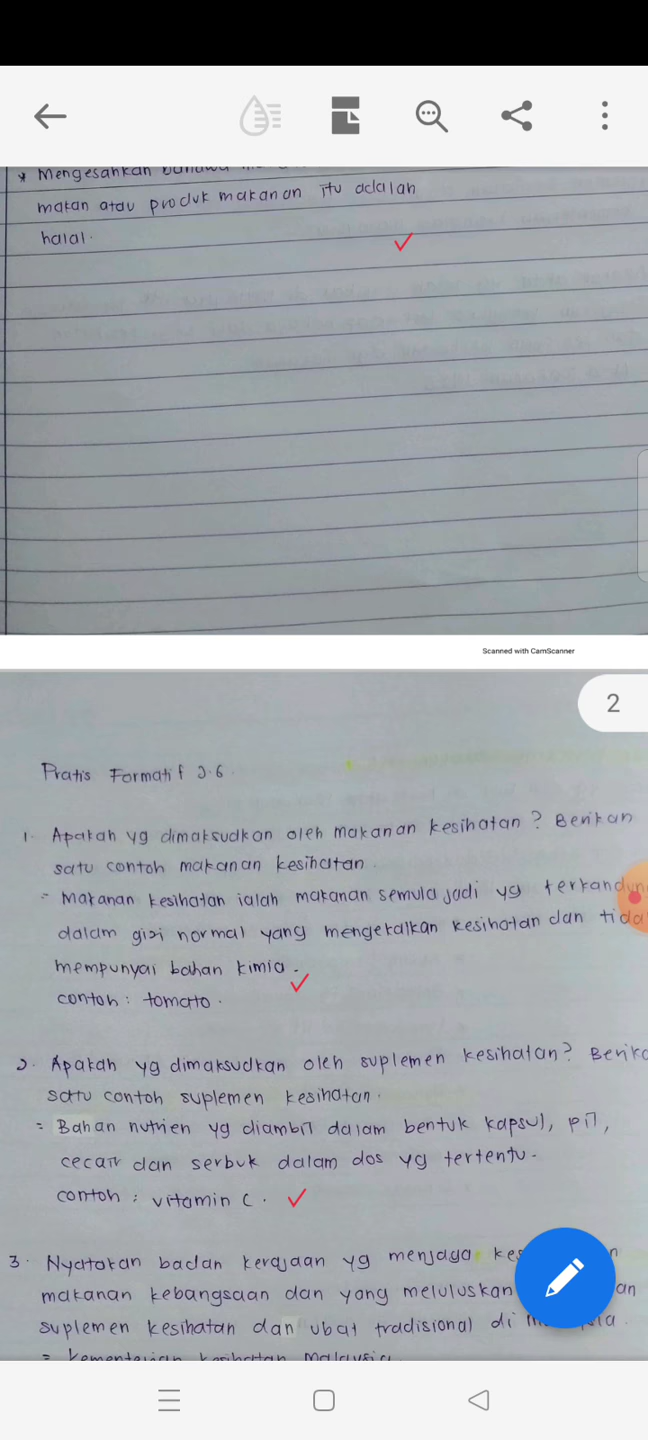 * Mengesahkan bahawa
makan atau produk makanan itu adalah
halal.
Scanned with CamScanner
2
Pratis Formatif 2.6.
1. Apakah yg dimaksudkan oleh makanan kesihatan? Berikan
satu contoh makanan kesihatan.
= Makanan kesihatan ialah makanan semula jadi yg terkandun
dalam gizi normal yang mengekalkan kesihatan dan tida
mempunyai bahan kimia.
contoh: tomato.
2. Apakah yg dimaksudkan oleh suplemen kesihatan? Berika
satu contoh suplemen kesihatan.
= Bahan nutrien yg diambil dalam bentuk kapsul, pil,
cecair dan serbuk dalam dos yg tertentu.
contoh : vitamin C.
3. Nyatakan badan kerajaan yg menjaga kes n
makanan kebangsaan dan yang meluluskan an
suplemen kesihatan dan ubat tradisional di
= Kementerian Kesihatan Malaysia